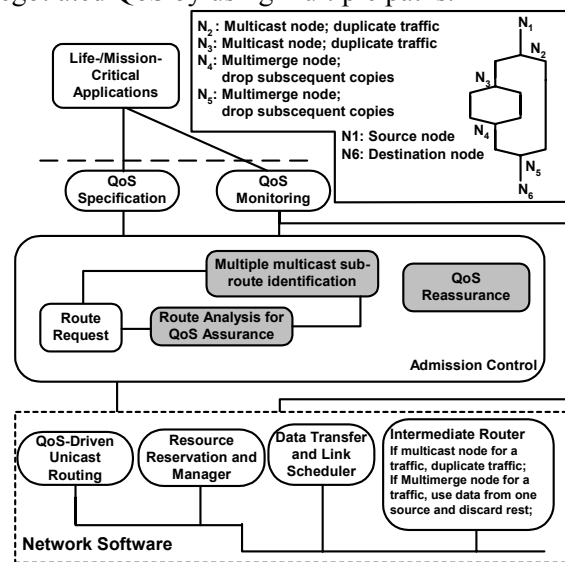 negotiated QoS by using multiple paths.
N2: Multicast node; duplicate traffic
N3: Multicast node; duplicate traffic
N4: Multimerge node;
drop subscequent copies
N5: Multimerge node;
drop subscequent copies
N1: Source node
N6: Destination node
N1
N2
N3
N4
N5
N6
Life-/Mission-
Critical
Applications
QoS
Specification
QoS
Monitoring
Multiple multicast sub-
route identification
QoS
Reassurance
Route
Request
Route Analysis for
QoS Assurance
Admission Control
QoS-Driven
Unicast
Routing
Resource
Reservation and
Manager
Data Transfer
and Link
Scheduler
Intermediate Router
If multicast node for a
traffic, duplicate traffic;
If Multimerge node for a
traffic, use data from one
source and discard rest;
Network Software